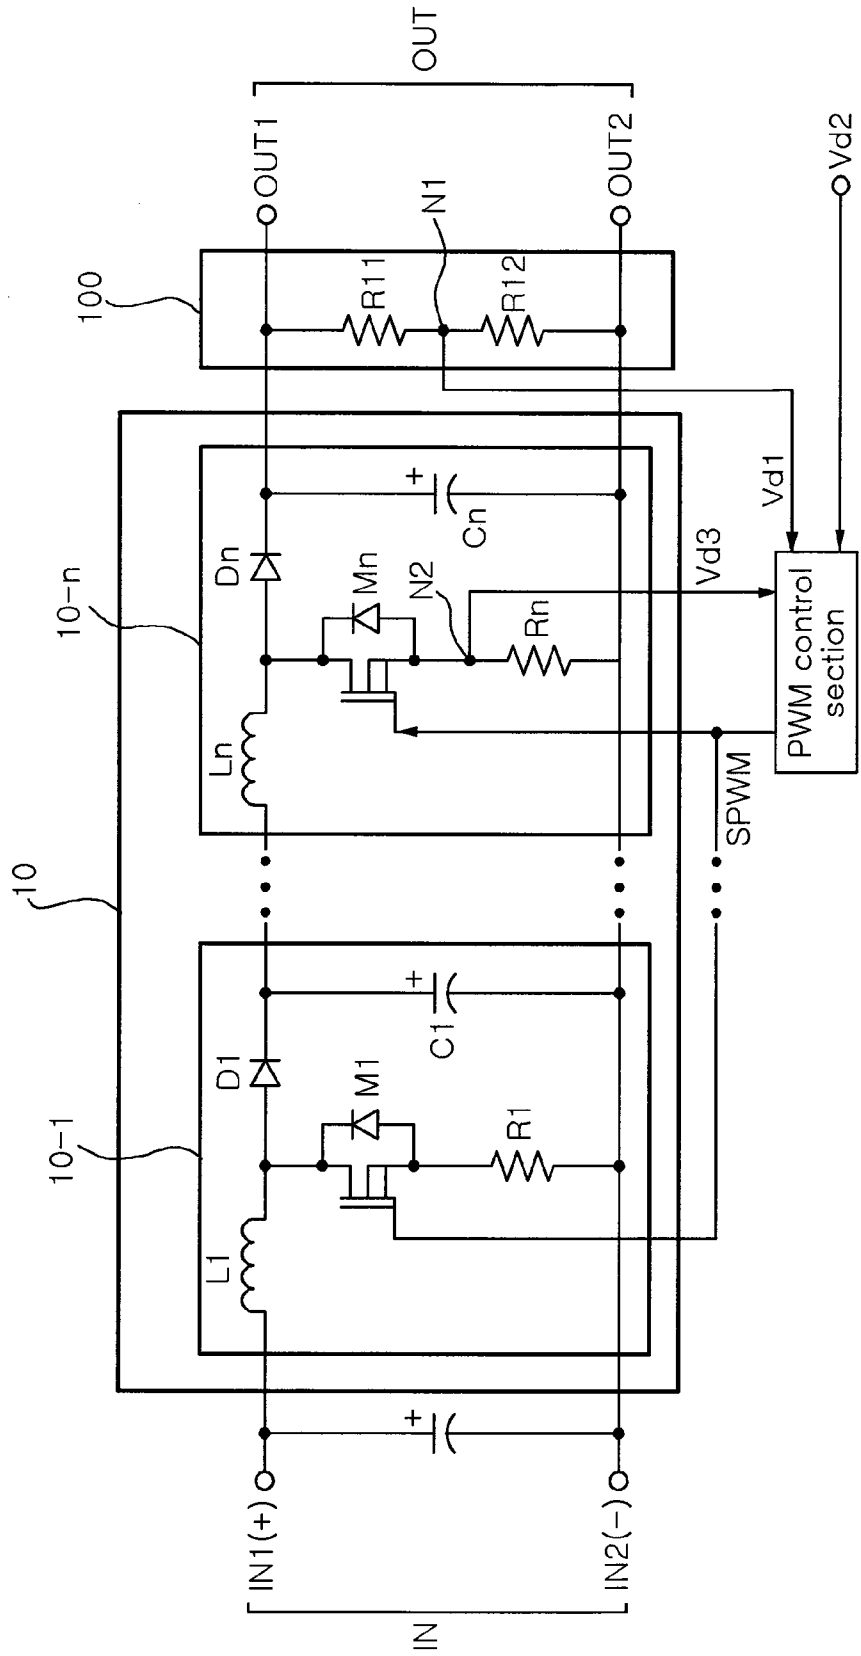 IN
IN1(+)
IN2(-)
10
10-1
L1
D1
M1
R1
C1
+
+
10-n
Ln
Dn
Mn
N2
Rn
Cn
+
100
R11
R12
N1
OUT1
OUT2
OUT
SPWM
Vd3
Vd1
Vd2
PWM control
section